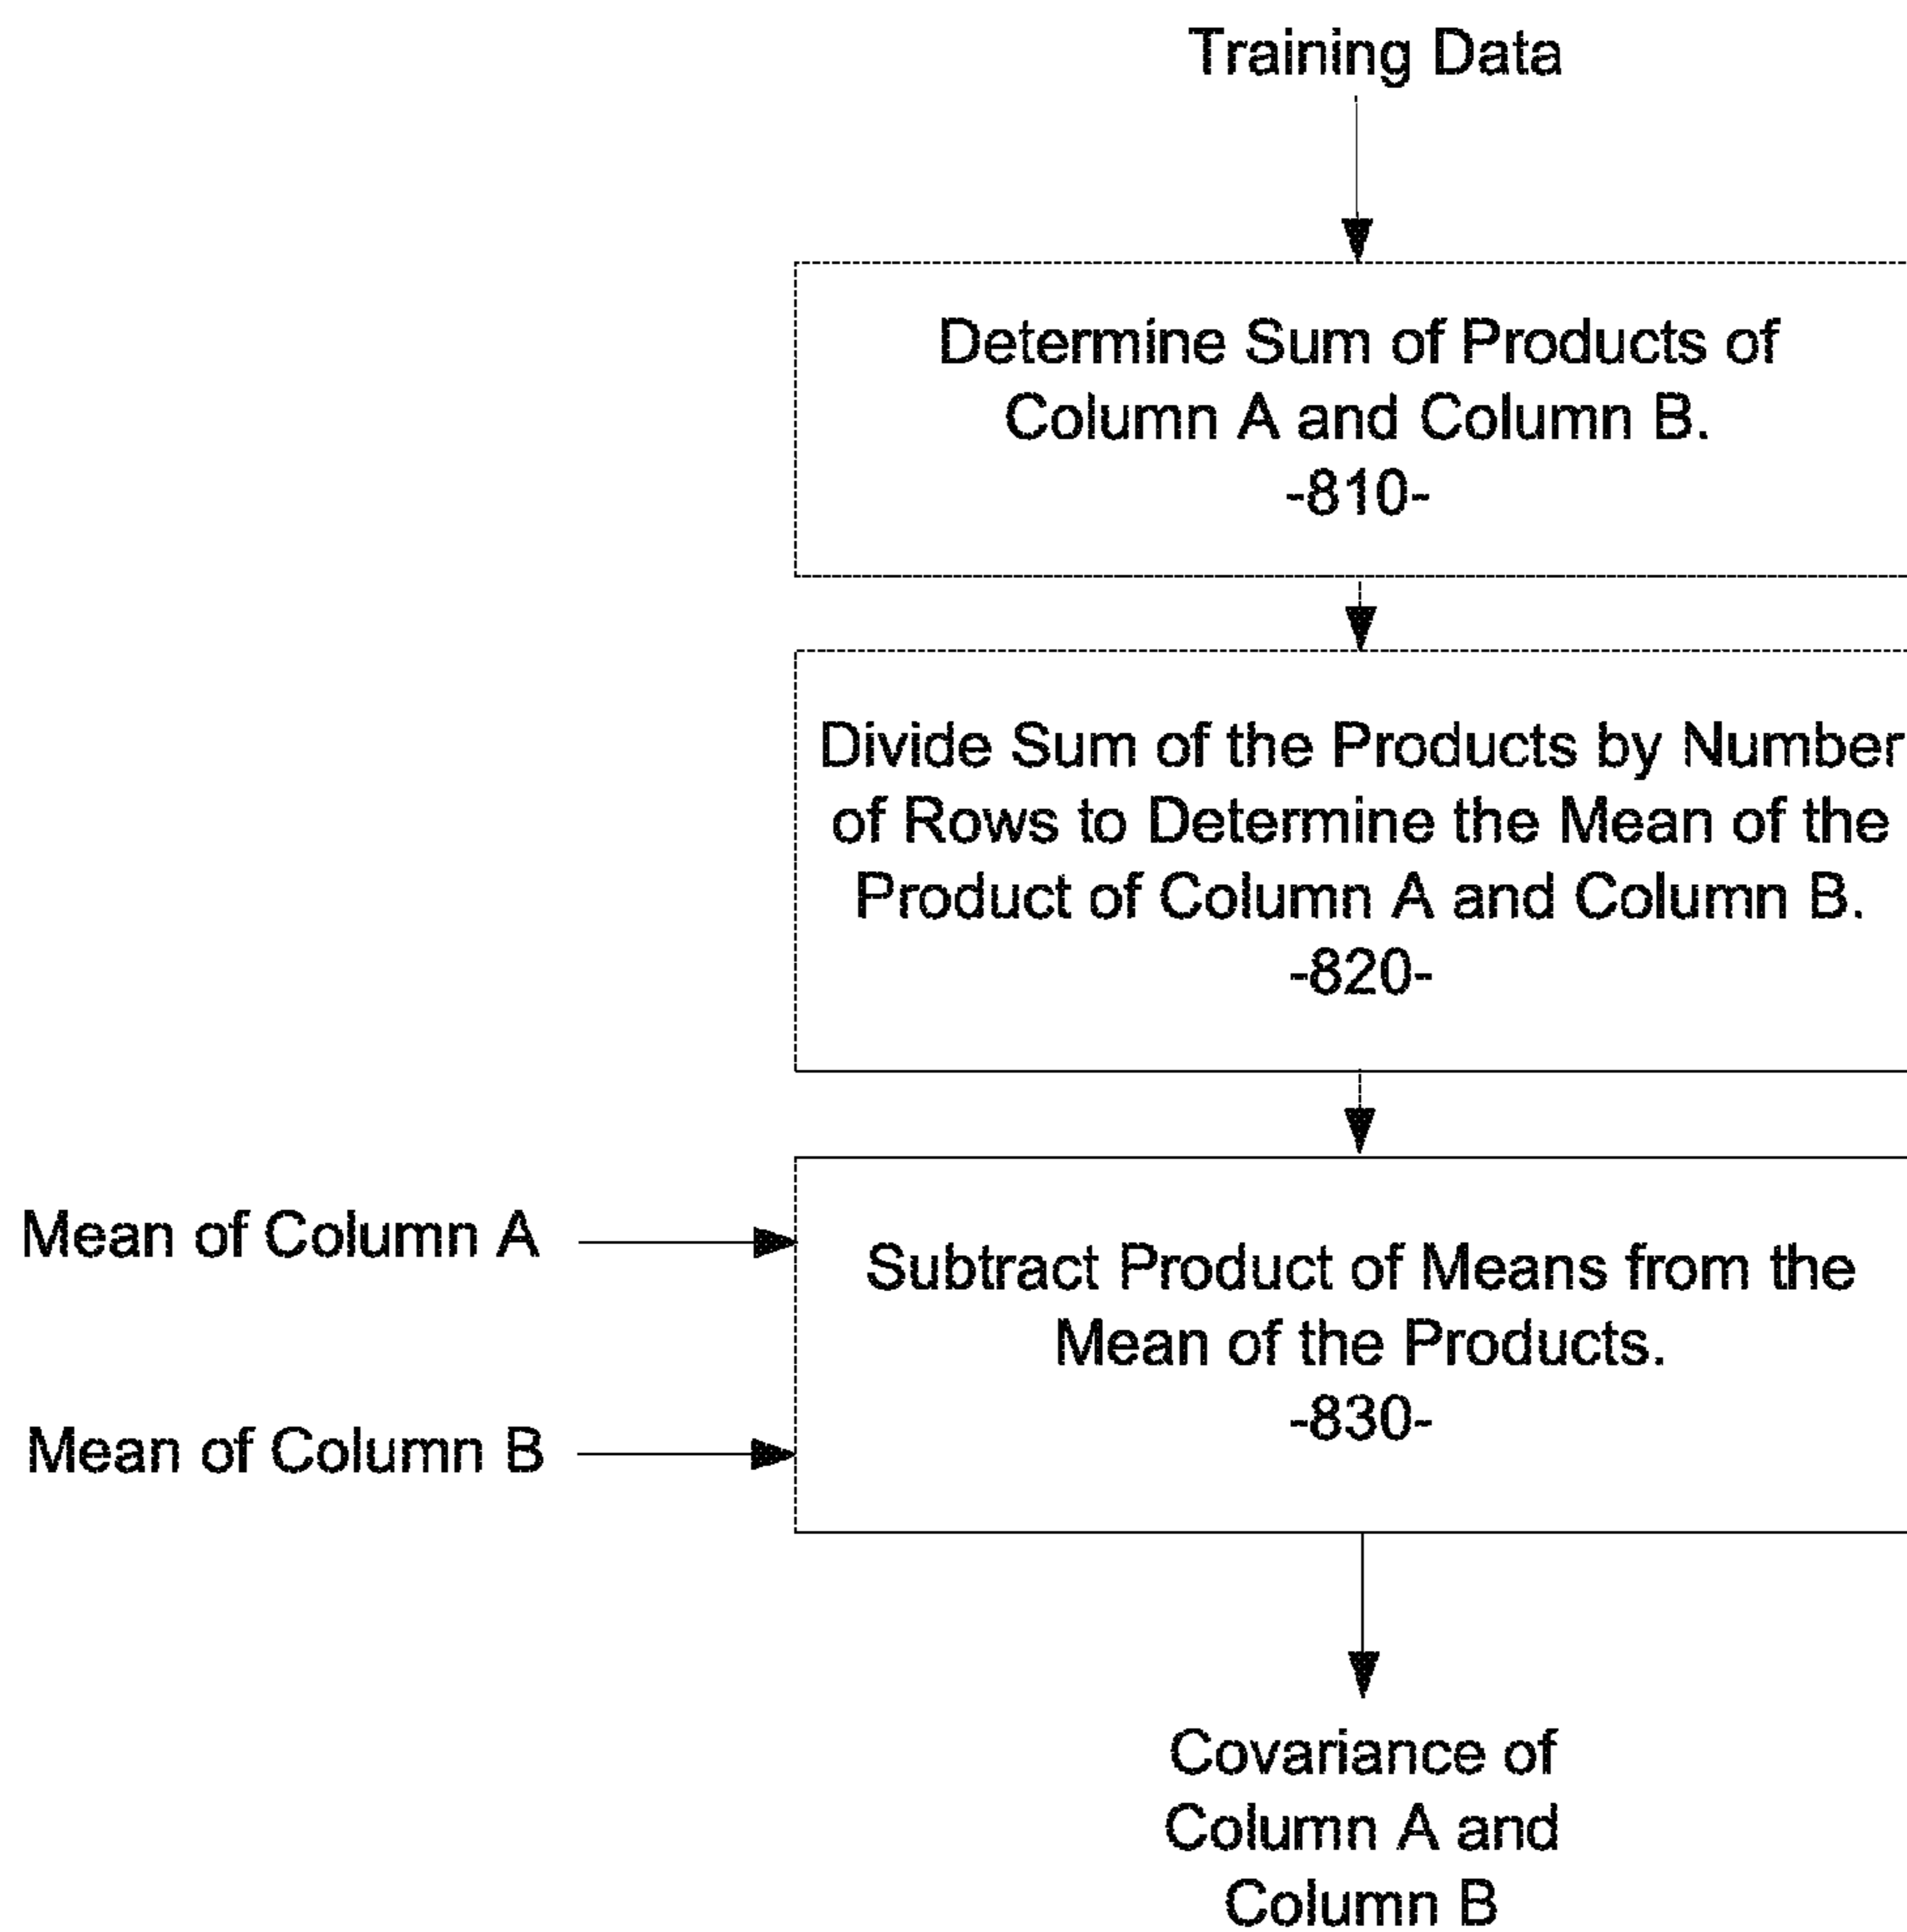 Training Data
Determine Sum of Products of
Column A and Column B.
-810-
Divide Sum of the Products by Number
of Rows to Determine the Mean of the
Product of Column A and Column B.
-820-
Mean of Column A
Mean of Column B
Subtract Product of Means from the
Mean of the Products.
-830-
Covariance of
Column A and
Column B